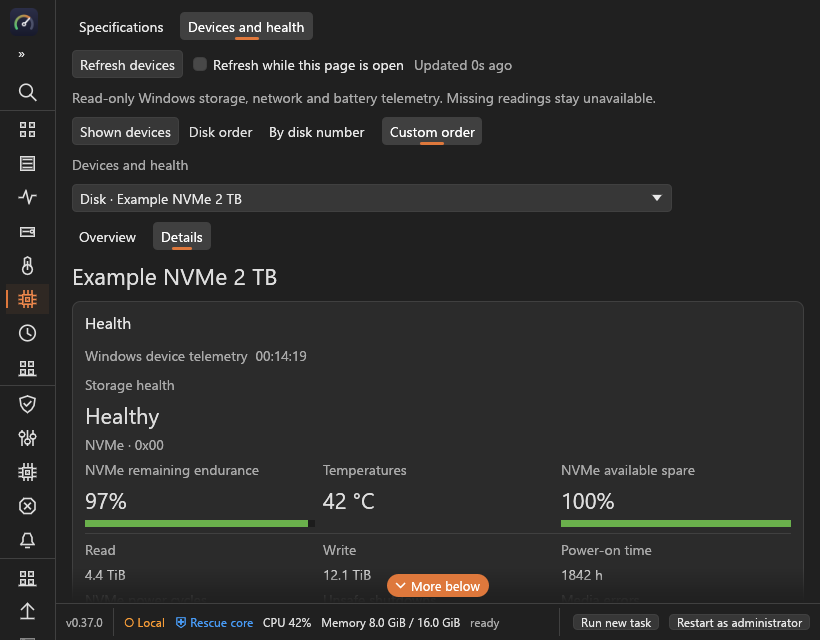 Specifications Devices and health
»
Refresh devices Refresh while this page is open Updated 0s ago
Read-only Windows storage, network and battery telemetry. Missing readings stay unavailable.
Shown devices Disk order By disk number Custom order
Devices and health
Disk · Example NVMe 2 TB
Overview Details
Example NVMe 2 TB
Health
Windows device telemetry 00:14:19
Storage health
Healthy
NVMe · 0x00
NVMe remaining endurance Temperatures NVMe available spare
97% 42 °C 100%
Read Write Power-on time
4.4 TiB 12.1 TiB 1842 h
More below
v0.37.0 Local Rescue core CPU 42% Memory 8.0 GiB / 16.0 GiB ready Run new task Restart as administrator